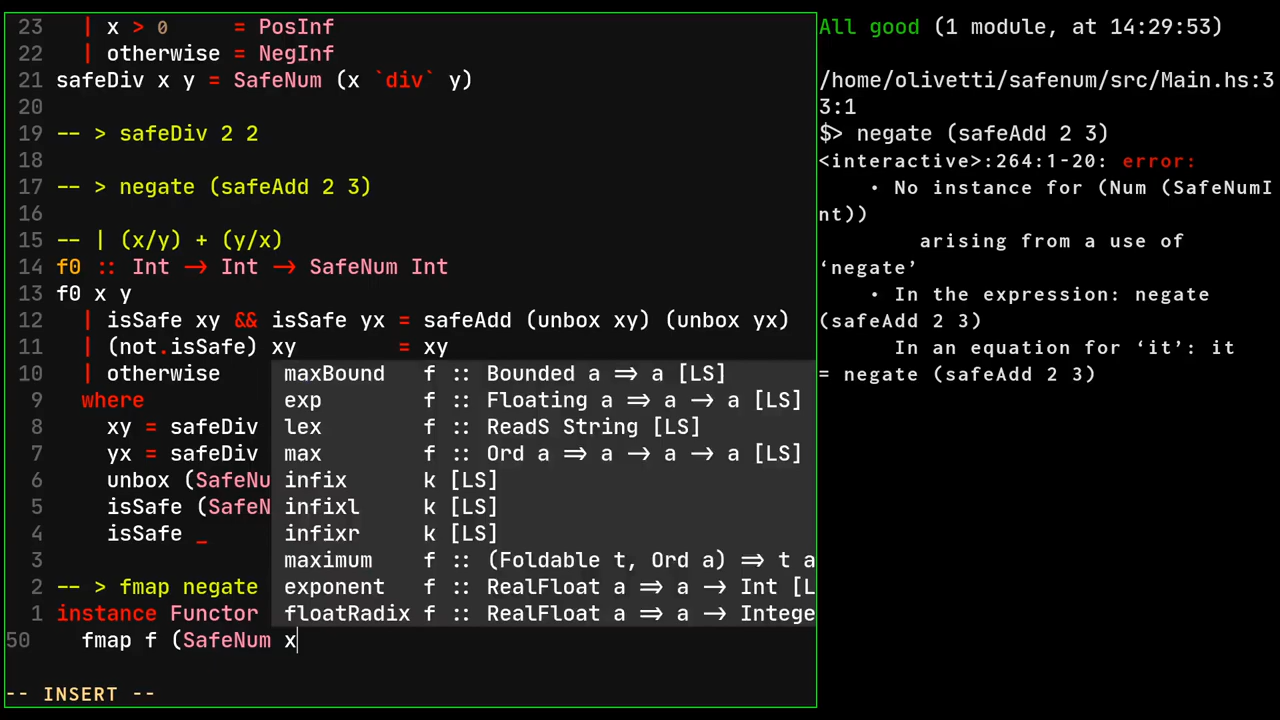 23   | x > 0      = PosInf
22   | otherwise = NegInf
21 safeDiv x y = SafeNum (x `div` y)
20
19 -- > safeDiv 2 2
18
17 -- > negate (safeAdd 2 3)
16
15 -- | (x/y) + (y/x)
14 f0 :: Int → Int → SafeNum Int
13 f0 x y
12   | isSafe xy && isSafe yx = safeAdd (unbox xy) (unbox yx)
11   | (not.isSafe) xy        = xy
10   | otherwise
9   where
8     xy = safeDiv
7     yx = safeDiv
6     unbox (SafeNu
5     isSafe (SafeN
4     isSafe _
3
2 -- > fmap negate
1 instance Functor
50   fmap f (SafeNum x
maxBound f :: Bounded a ⇒ a [LS]
exp f :: Floating a ⇒ a → a [LS]
lex f :: ReadS String [LS]
max f :: Ord a ⇒ a → a → a [LS]
infix k [LS]
infixl k [LS]
infixr k [LS]
maximum f :: (Foldable t, Ord a) ⇒ t a
exponent f :: RealFloat a ⇒ a → Int [L
floatRadix f :: RealFloat a ⇒ a → Intege
-- INSERT --
All good (1 module, at 14:29:53)
/home/olivetti/safenum/src/Main.hs:3
3:1
$> negate (safeAdd 2 3)
<interactive>:264:1-20: error:
• No instance for (Num (SafeNumI
nt))
arising from a use of
‘negate’
• In the expression: negate
(safeAdd 2 3)
In an equation for ‘it’: it
= negate (safeAdd 2 3)